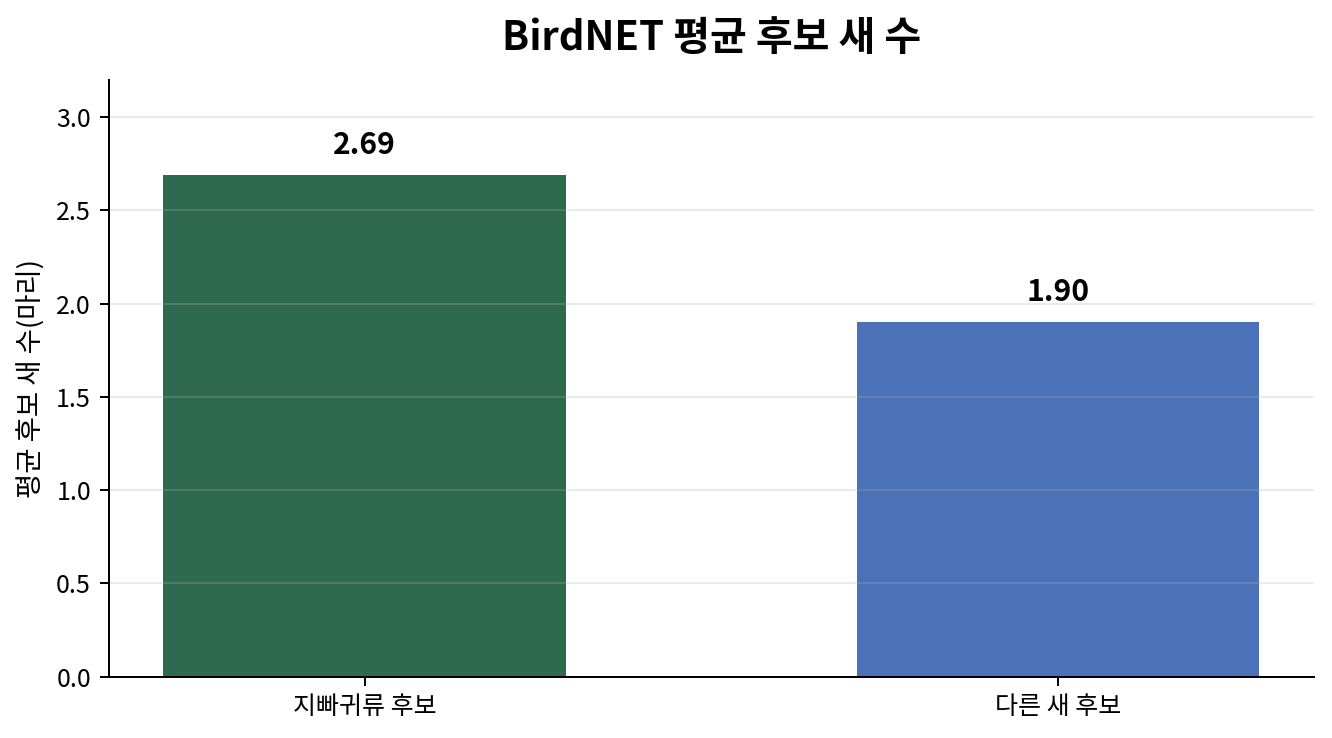 BirdNET 평균 후보 새 수
평균 후보 새 수(마리)
3.0
2.5
2.0
1.5
1.0
0.5
0.0
2.69
1.90
지빠귀류 후보
다른 새 후보